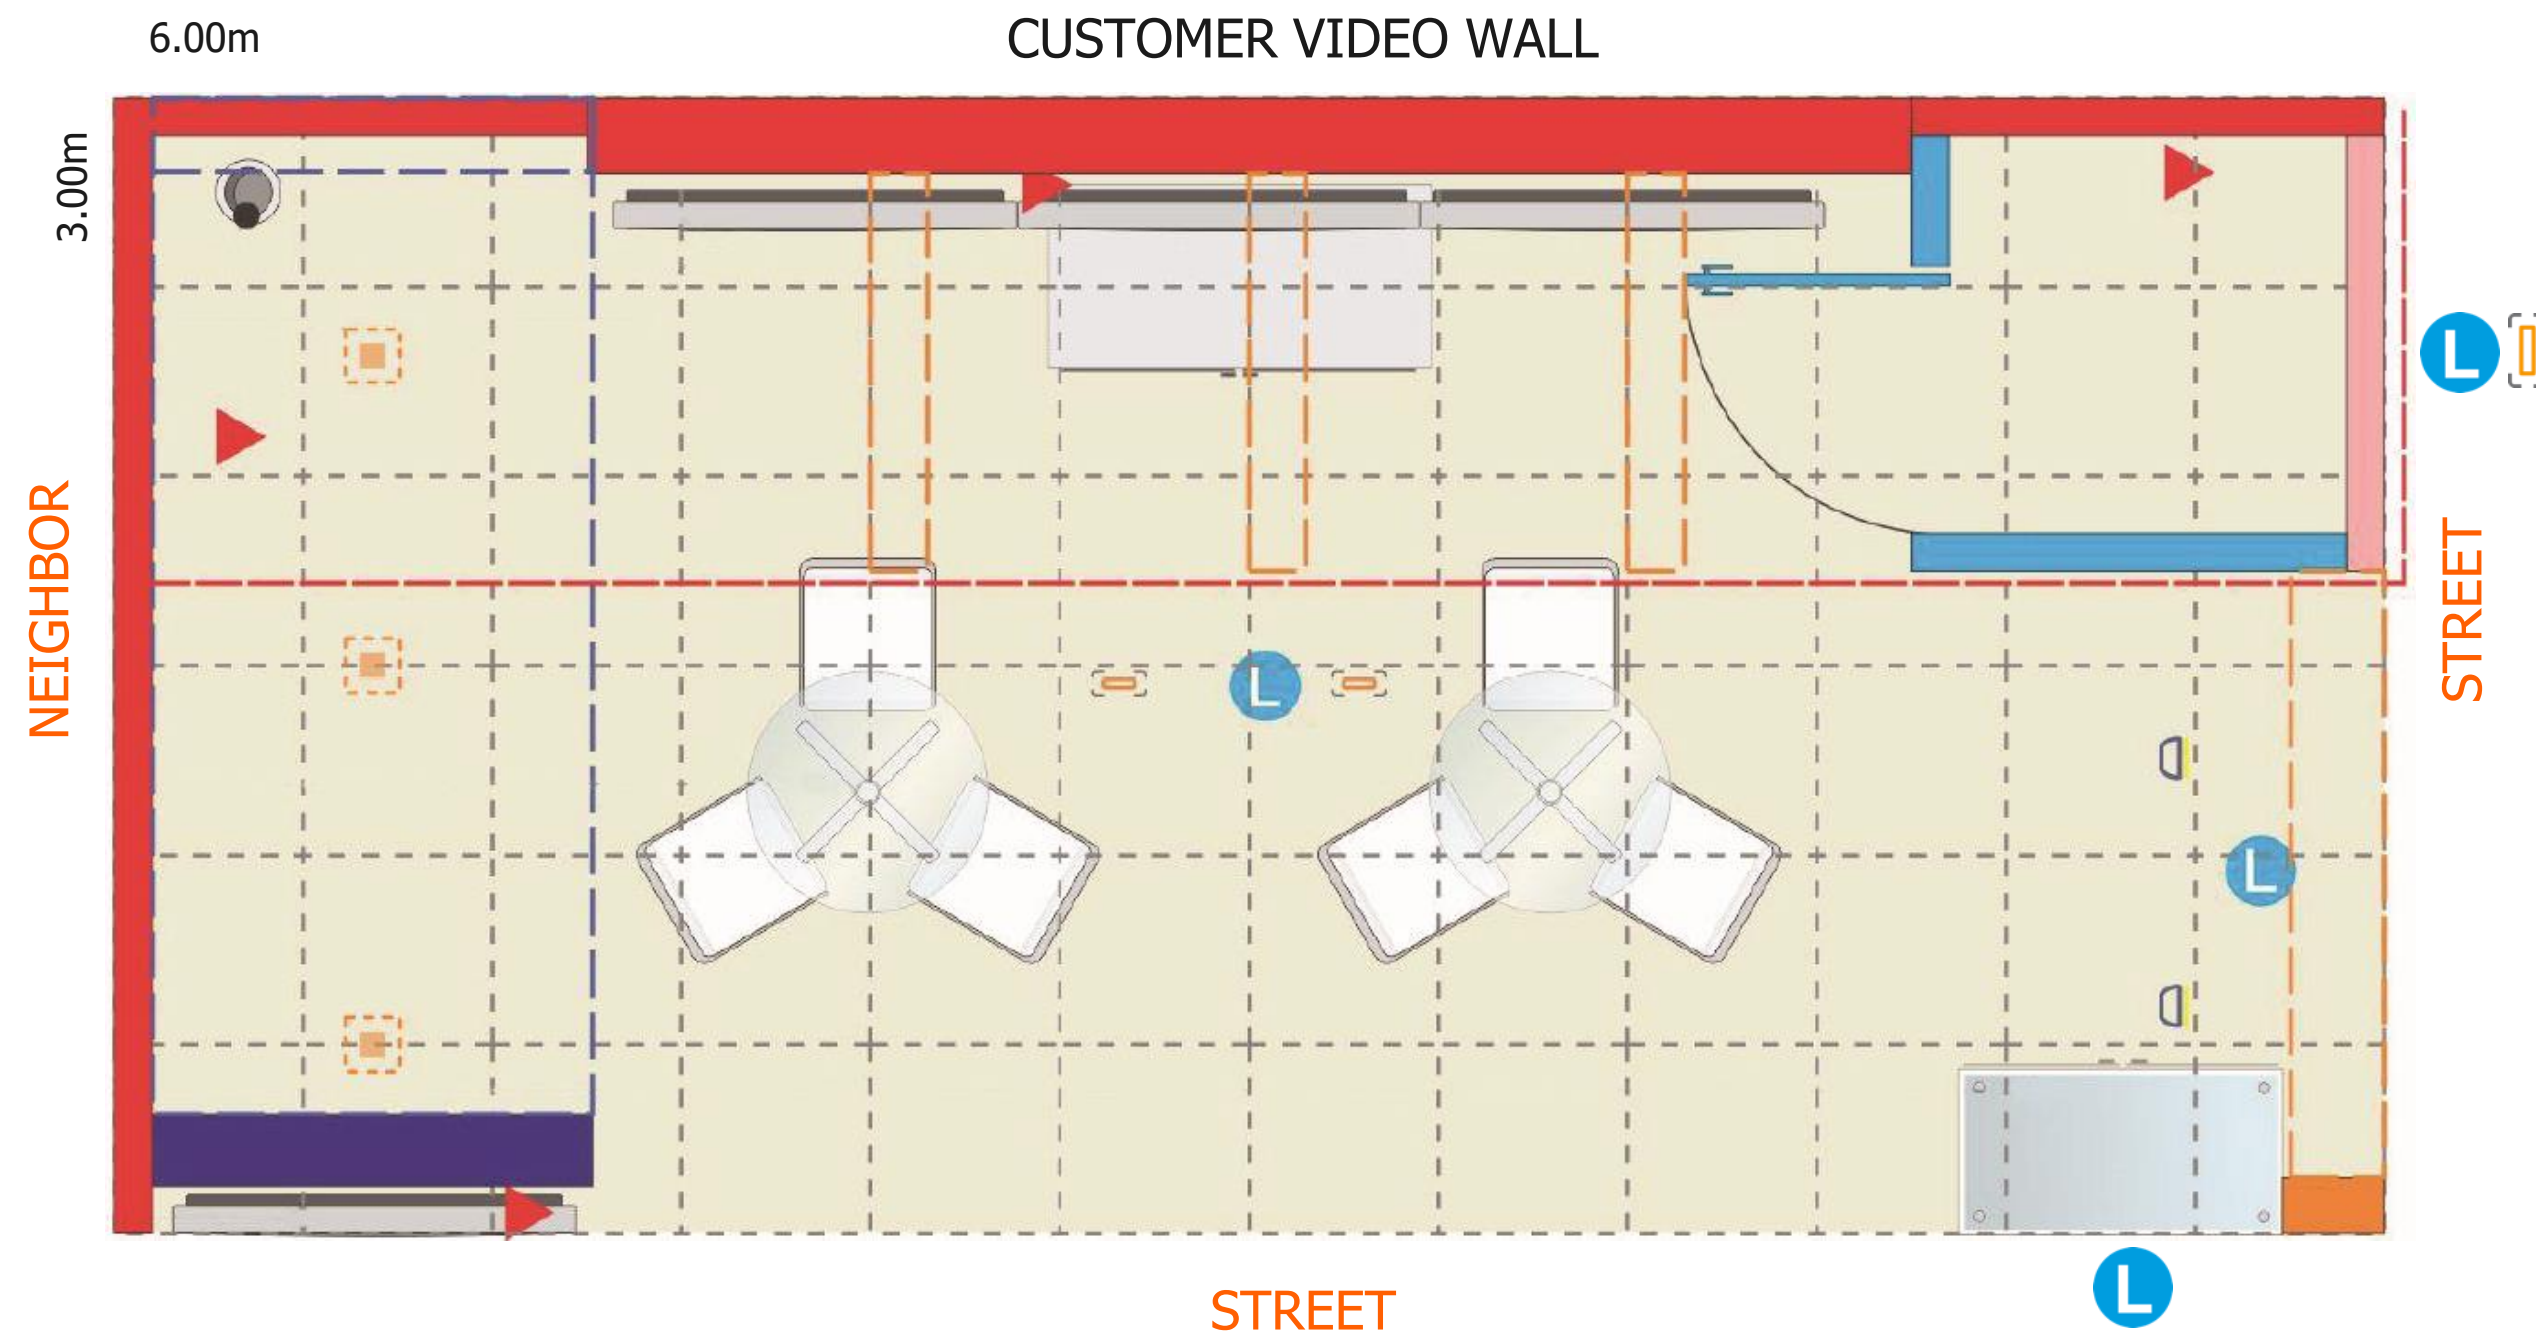 6.00m
CUSTOMER VIDEO WALL
3.00m
L
NEIGHBOR
STREET
L
L
STREET
L